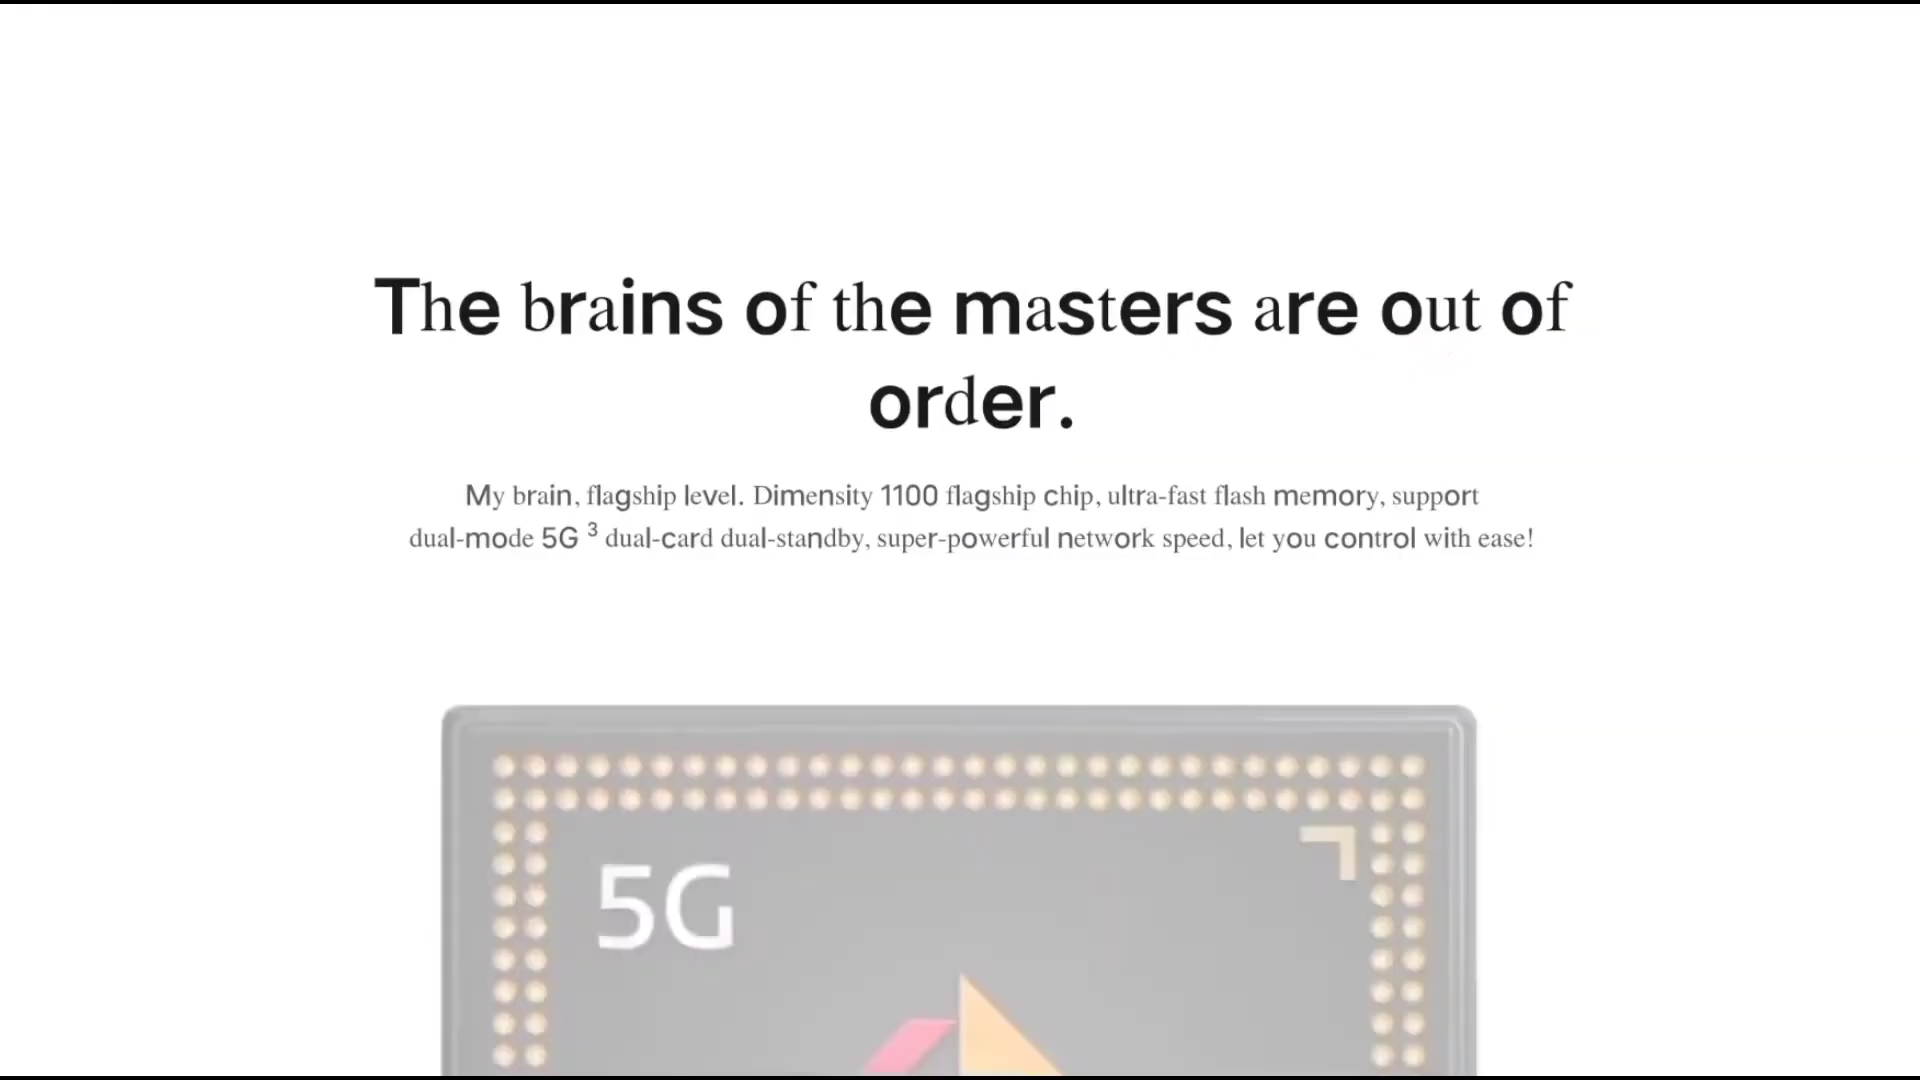 The brains of the masters are out of
order.
My brain, flagship level. Dimensity 1100 flagship chip, ultra-fast flash memory, support
dual-mode 5G ³ dual-card dual-standby, super-powerful network speed, let you control with ease!
5G